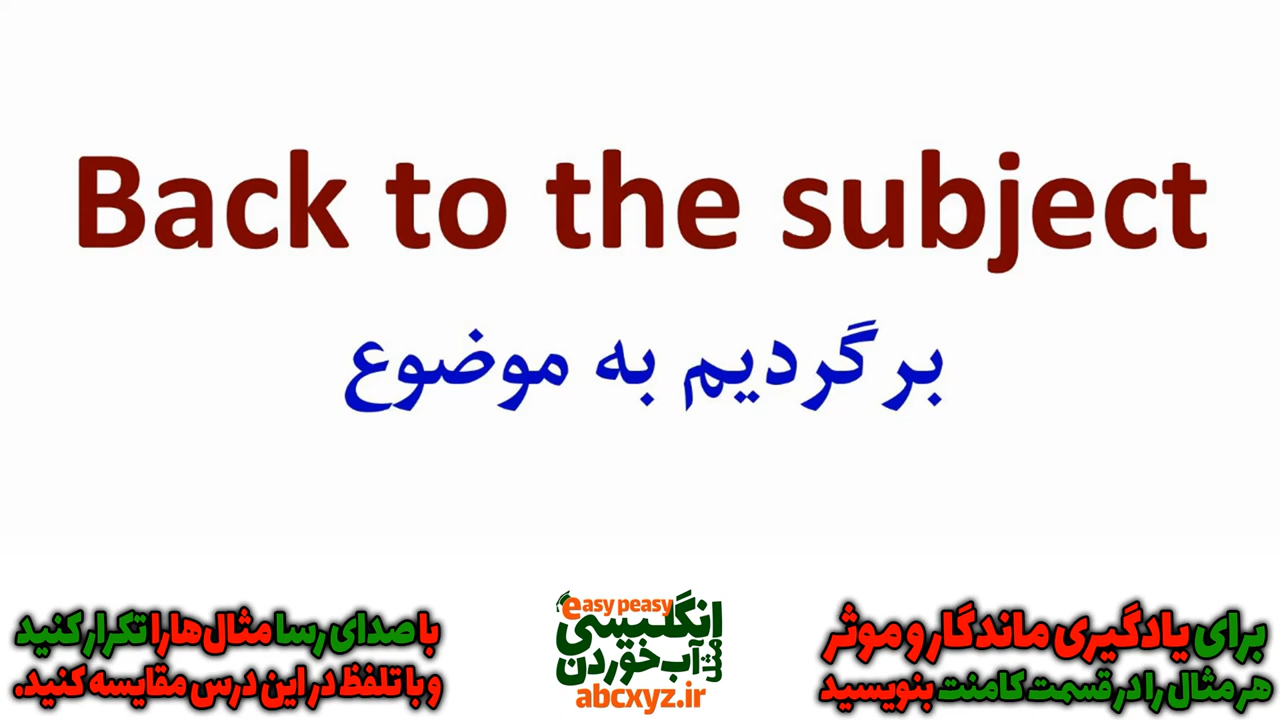 Back to the subject
برگردیم به موضوع
برای یادگیری ماندگار و موثر
هر مثال را در قسمت کامنت بنویسید
easy peasy
انگلیسی
مثل آب خوردن
abcxyz.ir
با صدای رسا مثال‌ها را تکرار کنید
و با تلفظ در این درس مقایسه کنید.